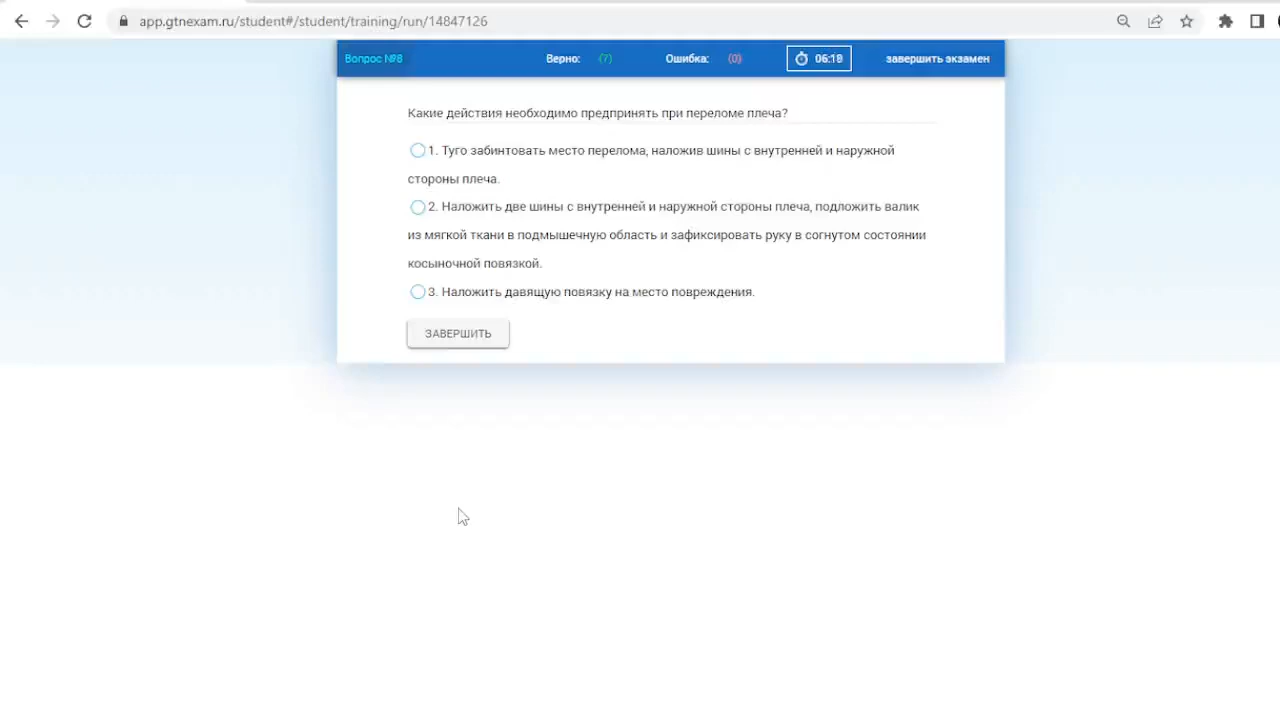 app.gtnexam.ru/student#/student/training/run/14847126
Вопрос №8 Верно: (7) Ошибка: (0) 06:18 завершить экзамен
Какие действия необходимо предпринять при переломе плеча?
1. Туго забинтовать место перелома, наложив шины с внутренней и наружной
стороны плеча.
2. Наложить две шины с внутренней и наружной стороны плеча, подложить валик
из мягкой ткани в подмышечную область и зафиксировать руку в согнутом состоянии
косыночной повязкой.
3. Наложить давящую повязку на место повреждения.
ЗАВЕРШИТЬ